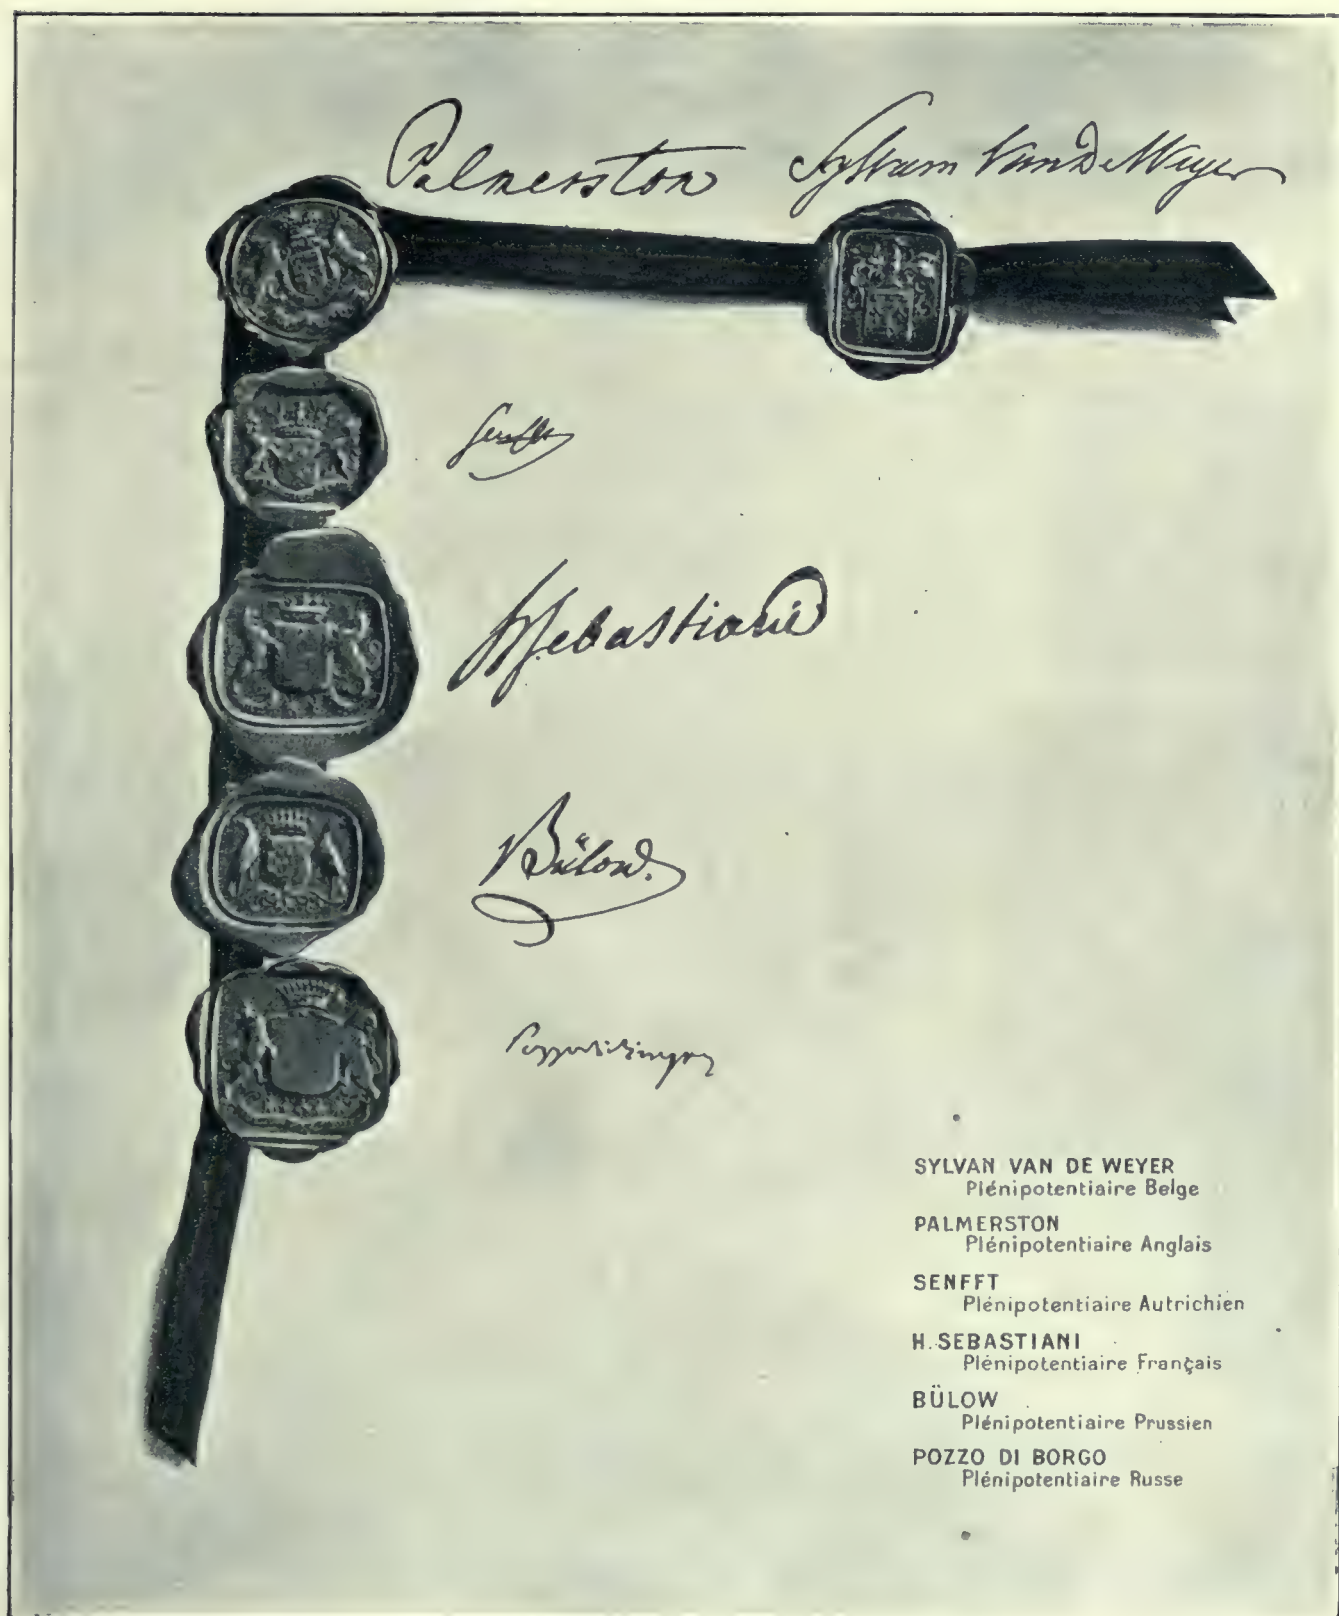 Palmerston Sylvain Van De Weyer
Senfft
H Sebastiani
Bülow.
Pozzo di Borgo
SYLVAN VAN DE WEYER
Plénipotentiaire Belge
PALMERSTON
Plénipotentiaire Anglais
SENFFT
Plénipotentiaire Autrichien
H. SEBASTIANI
Plénipotentiaire Français
BÜLOW
Plénipotentiaire Prussien
POZZO DI BORGO
Plénipotentiaire Russe